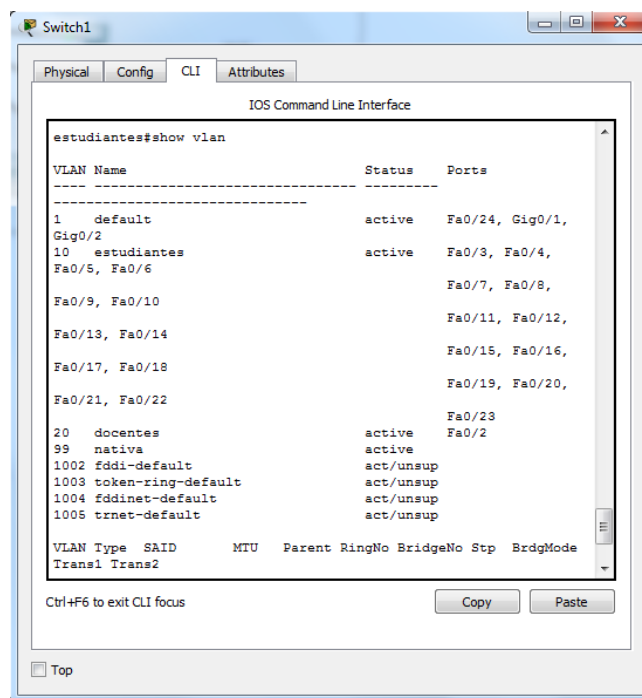 Switch1
Physical Config CLI Attributes
IOS Command Line Interface
estudiantes#show vlan
VLAN Name                             Status    Ports
---- -------------------------------- ---------
-------------------------------
1    default                          active    Fa0/24, Gig0/1,
Gig0/2
10   estudiantes                      active    Fa0/3, Fa0/4,
Fa0/5, Fa0/6
                                                Fa0/7, Fa0/8,
Fa0/9, Fa0/10
                                                Fa0/11, Fa0/12,
Fa0/13, Fa0/14
                                                Fa0/15, Fa0/16,
Fa0/17, Fa0/18
                                                Fa0/19, Fa0/20,
Fa0/21, Fa0/22
                                                Fa0/23
20   docentes                         active    Fa0/2
99   nativa                           active
1002 fddi-default                     act/unsup
1003 token-ring-default               act/unsup
1004 fddinet-default                  act/unsup
1005 trnet-default                    act/unsup
VLAN Type  SAID       MTU   Parent RingNo BridgeNo Stp  BrdgMode
Trans1 Trans2
Ctrl+F6 to exit CLI focus Copy Paste
Top